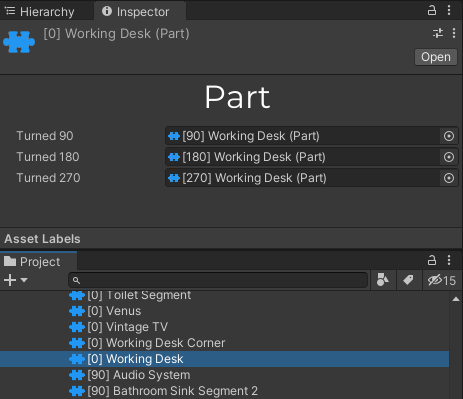 Hierarchy
Inspector
[0] Working Desk (Part)
Open
Part
Turned 90
[90] Working Desk (Part)
Turned 180
[180] Working Desk (Part)
Turned 270
[270] Working Desk (Part)
Asset Labels
Project
15
[0] Toilet Segment
[0] Venus
[0] Vintage TV
[0] Working Desk Corner
[0] Working Desk
[90] Audio System
[90] Bathroom Sink Segment 2